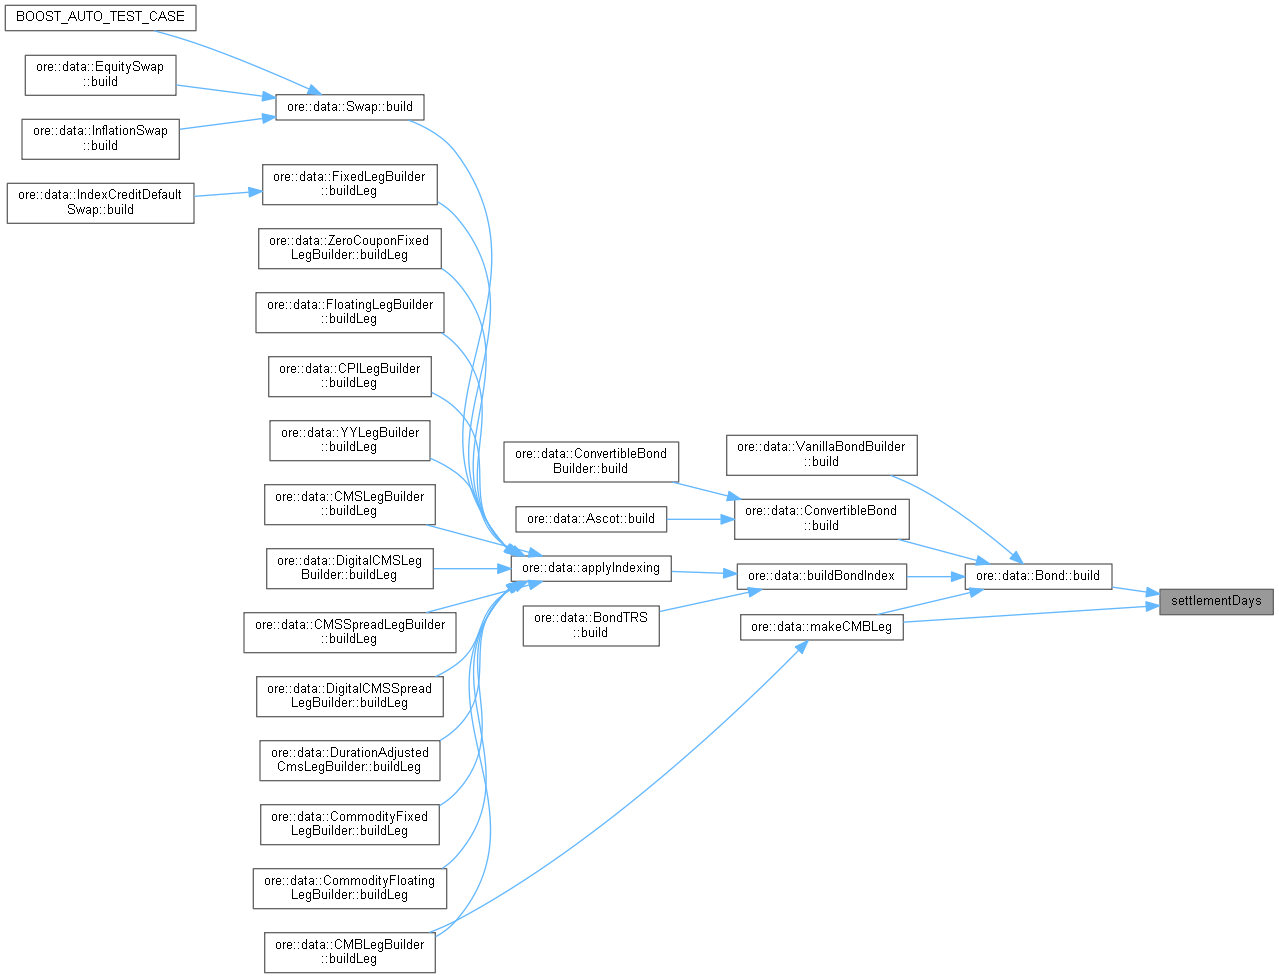 BOOST_AUTO_TEST_CASE
ore::data::EquitySwap
::build
ore::data::Swap::build
ore::data::InflationSwap
::build
ore::data::FixedLegBuilder
::buildLeg
ore::data::IndexCreditDefault
Swap::build
ore::data::ZeroCouponFixed
LegBuilder::buildLeg
ore::data::FloatingLegBuilder
::buildLeg
ore::data::CPILegBuilder
::buildLeg
ore::data::YYLegBuilder
::buildLeg
ore::data::ConvertibleBond
Builder::build
ore::data::VanillaBondBuilder
::build
ore::data::CMSLegBuilder
::buildLeg
ore::data::Ascot::build
ore::data::ConvertibleBond
::build
ore::data::DigitalCMSLeg
Builder::buildLeg
ore::data::applyIndexing
ore::data::buildBondIndex
ore::data::Bond::build
settlementDays
ore::data::CMSSpreadLegBuilder
::buildLeg
ore::data::BondTRS
::build
ore::data::makeCMBLeg
ore::data::DigitalCMSSpread
LegBuilder::buildLeg
ore::data::DurationAdjusted
CmsLegBuilder::buildLeg
ore::data::CommodityFixed
LegBuilder::buildLeg
ore::data::CommodityFloating
LegBuilder::buildLeg
ore::data::CMBLegBuilder
::buildLeg